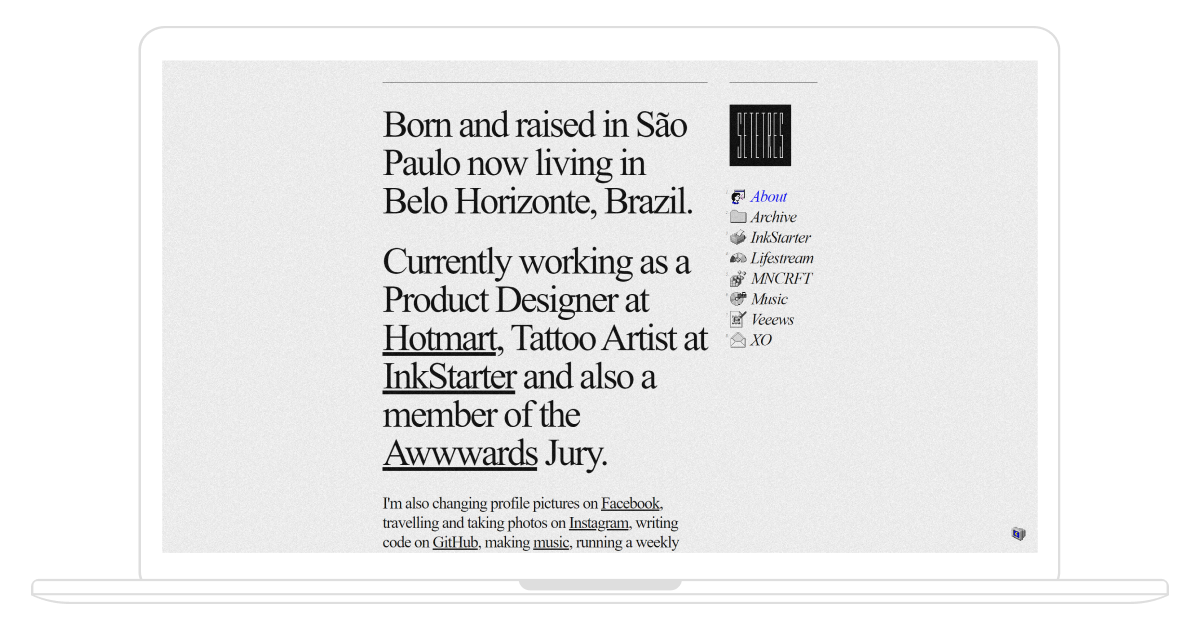 Born and raised in São
Paulo now living in
Belo Horizonte, Brazil.
Currently working as a
Product Designer at
Hotmart, Tattoo Artist at
InkStarter and also a
member of the
Awwwards Jury.
I'm also changing profile pictures on Facebook,
travelling and taking photos on Instagram, writing
code on GitHub, making music, running a weekly
SETETRES
About
Archive
InkStarter
Lifestream
MNCRFT
Music
Veeews
XO